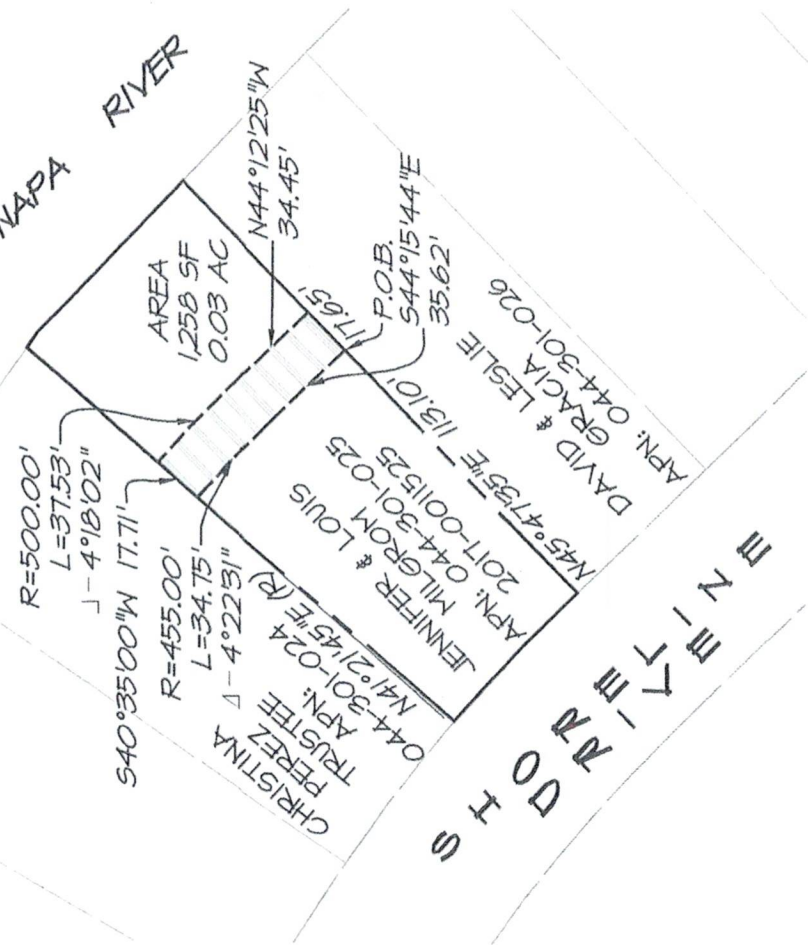 NAPA RIVER
AREA
1,258 SF
0.03 AC
N44°12'25"W
34.45'
17.65'
P.O.B.
S44°15'44"E
35.62'
R=500.00'
L=37.53'
4°18'02"
S40°35'00"W 17.71'
R=455.00'
L=34.75'
4°22'31"
N45°47'35"E 113.10'
JENNIFER & LOUIS
MILGROM
APN: 044-301-025
2017-0011525
DAVID & LESLIE
GRACIA
APN: 044-301-026
CHRISTINA
PEREZ
TRUSTEE
APN:
044-301-024
N41°21'45"E (R)
SHORELINE
DRIVE